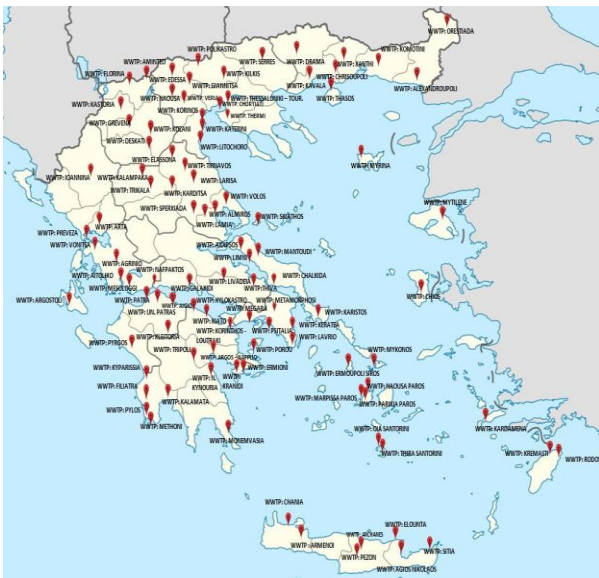 ORESTIADA
WWTP: POLIKASTRO
WWTP: KOMOTINI
WWTP: AMINTEO
WWTP: SERRES
WWTP: DRAMA
WWTP: XANTHI
WWTP: FLORINA
WWTP: EDESSA
WWTP: KILKIS
WWTP: CHRISOUPOLI
WWTP: GIANNITSA
WWTP: KAVALA
WWTP: ALEXANDROUPOLI
WWTP: NAOUSA
WWTP: THESSALONIKI - TOUR.
WWTP: THASOS
WWTP: KASTORIA
WWTP: KORINOS
WWTP: THERMI
WWTP: GREVENA
WWTP: KOZANI
WWTP: KATERINI
WWTP: DESKATI
WWTP: LITOCHORO
WWTP: ELASSONA
WWTP: TIRNAVOS
WWTP: MYRINA
WWTP: IOANNINA
WWTP: KALAMPAKA
WWTP: LARISA
WWTP: TRIKALA
WWTP: KARDITSA
WWTP: VOLOS
WWTP: MYTILENE
WWTP: SPERXIADA
WWTP: ALMIROS
WWTP: SKIATHOS
WWTP: ARTA
WWTP: LAMIA
WWTP: PREVEZA
WWTP: VONITSA
WWTP: AIDIPSOS
WWTP: MANTOUDI
WWTP: AGRINIO
WWTP: LIMNI
WWTP: AITOLIKO
WWTP: NAFPAKTOS
WWTP: LIVADEIA
WWTP: CHALKIDA
WWTP: MESOLOGGI
WWTP: GALAXIDI
WWTP: THIVA
WWTP: CHIOS
WWTP: ARGOSTOLI
WWTP: PATRA
WWTP: XYLOKASTRO
WWTP: METAMORPHOSI
WWTP: UN. PATRAS
WWTP: MEGARA
WWTP: KARISTOS
WWTP: KIATO
WWTP: KERATEA
WWTP: KORINTHOS -
LOUTRAKI
WWTP: PSITALIA
WWTP: LAVRIO
WWTP: PYRGOS
WWTP: KLEITORIA
WWTP: TRIPOLI
WWTP: POROU
WWTP: MYKONOS
WWTP: KYPARISSIA
WWTP: ERMIONI
WWTP: ERMOUPOLI SIROS
KRANIDI
WWTP: NAOUSA PAROS
WWTP: FILIATRA
KYNOURIA
WWTP: MARPISSA PAROS
WWTP: PARIKIA PAROS
WWTP: KALAMATA
WWTP: PYLOS
WWTP: KARDAMENA
WWTP: METHONI
WWTP: OIA SANTORINI
WWTP: MONEMVASIA
WWTP: THIRA SANTORINI
WWTP: KREMASTI
WWTP: RODOS
WWTP: CHANIA
WWTP: ELOUNTA
WWTP: ARMENOI
WWTP: ARCHANES
WWTP: SITIA
WWTP: PEZON
WWTP: AGIOS NIKOLAOS